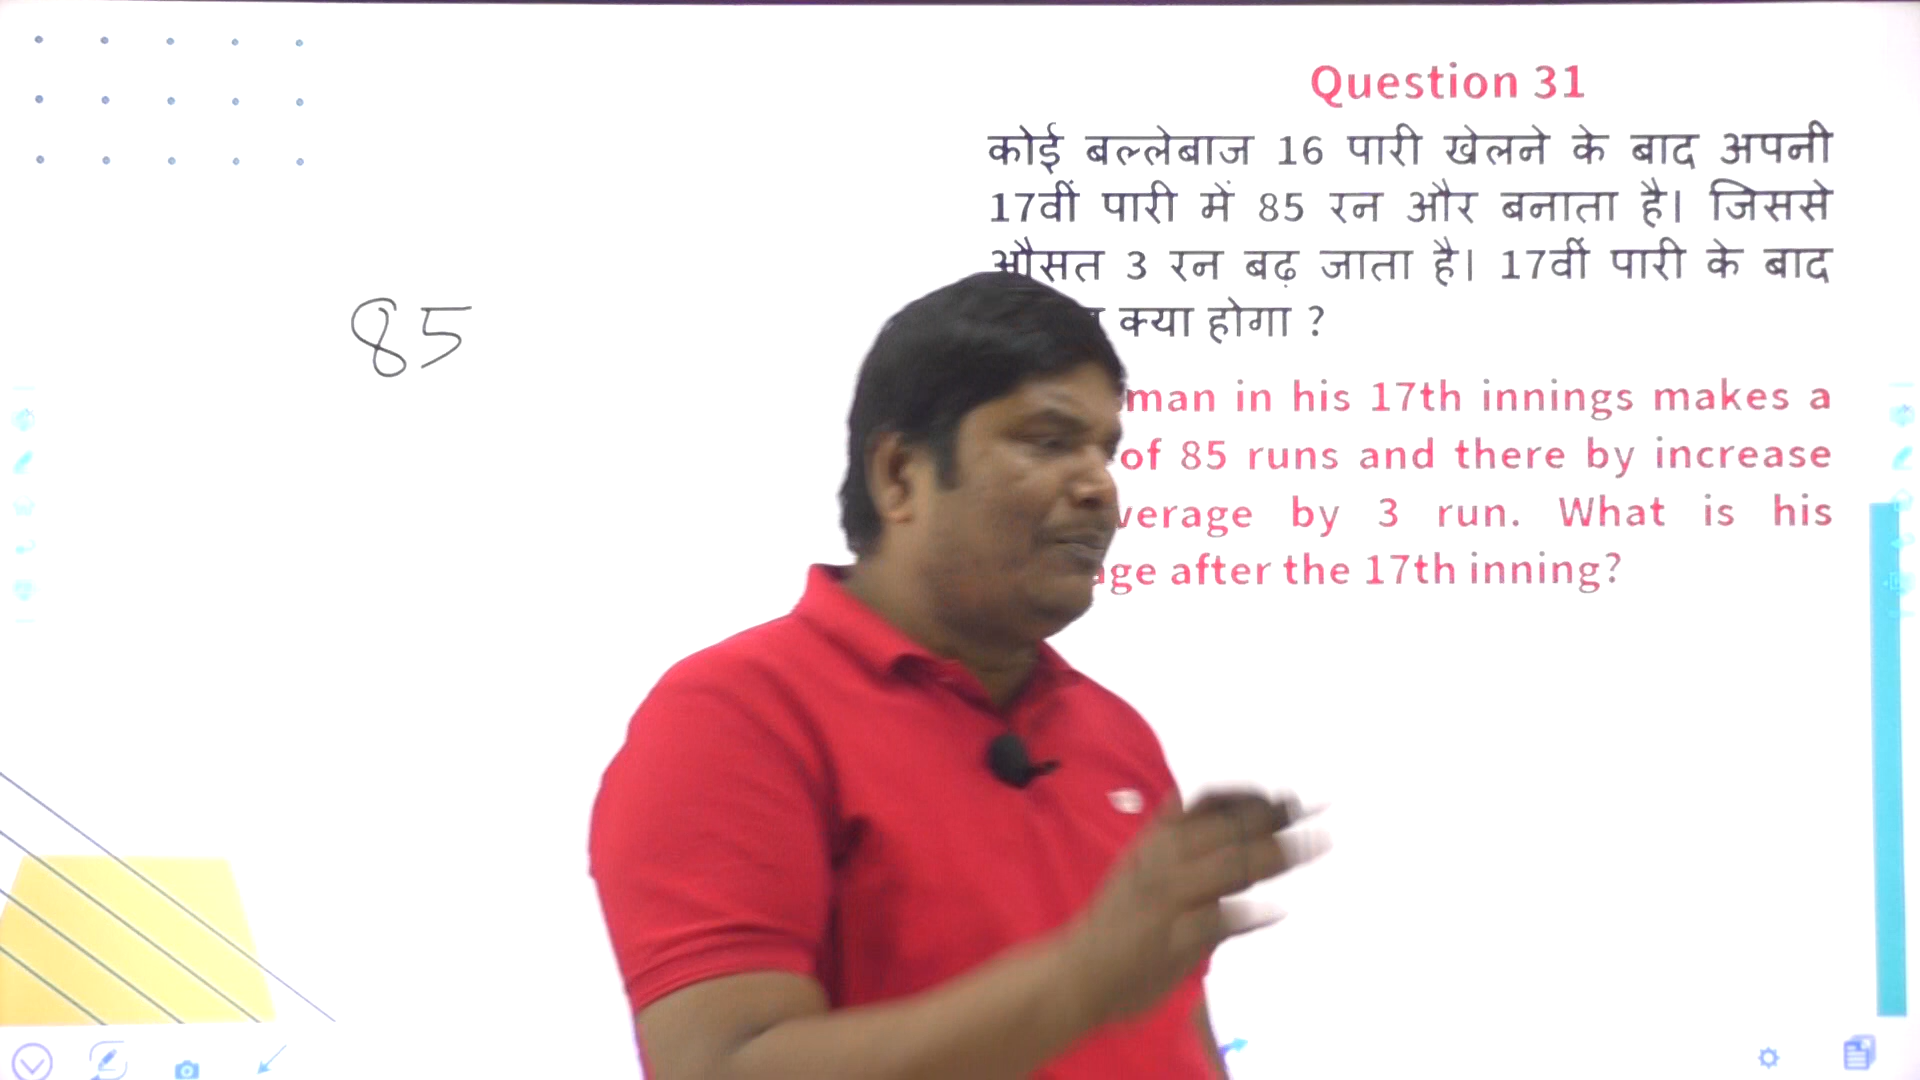 Question 31
कोई बल्लेबाज 16 पारी खेलने के बाद अपनी
17वीं पारी में 85 रन और बनाता है। जिससे
औसत 3 रन बढ़ जाता है। 17वीं पारी के बाद
क्या होगा ?
man in his 17th innings makes a
of 85 runs and there by increase
verage by 3 run. What is his
ge after the 17th inning?
85